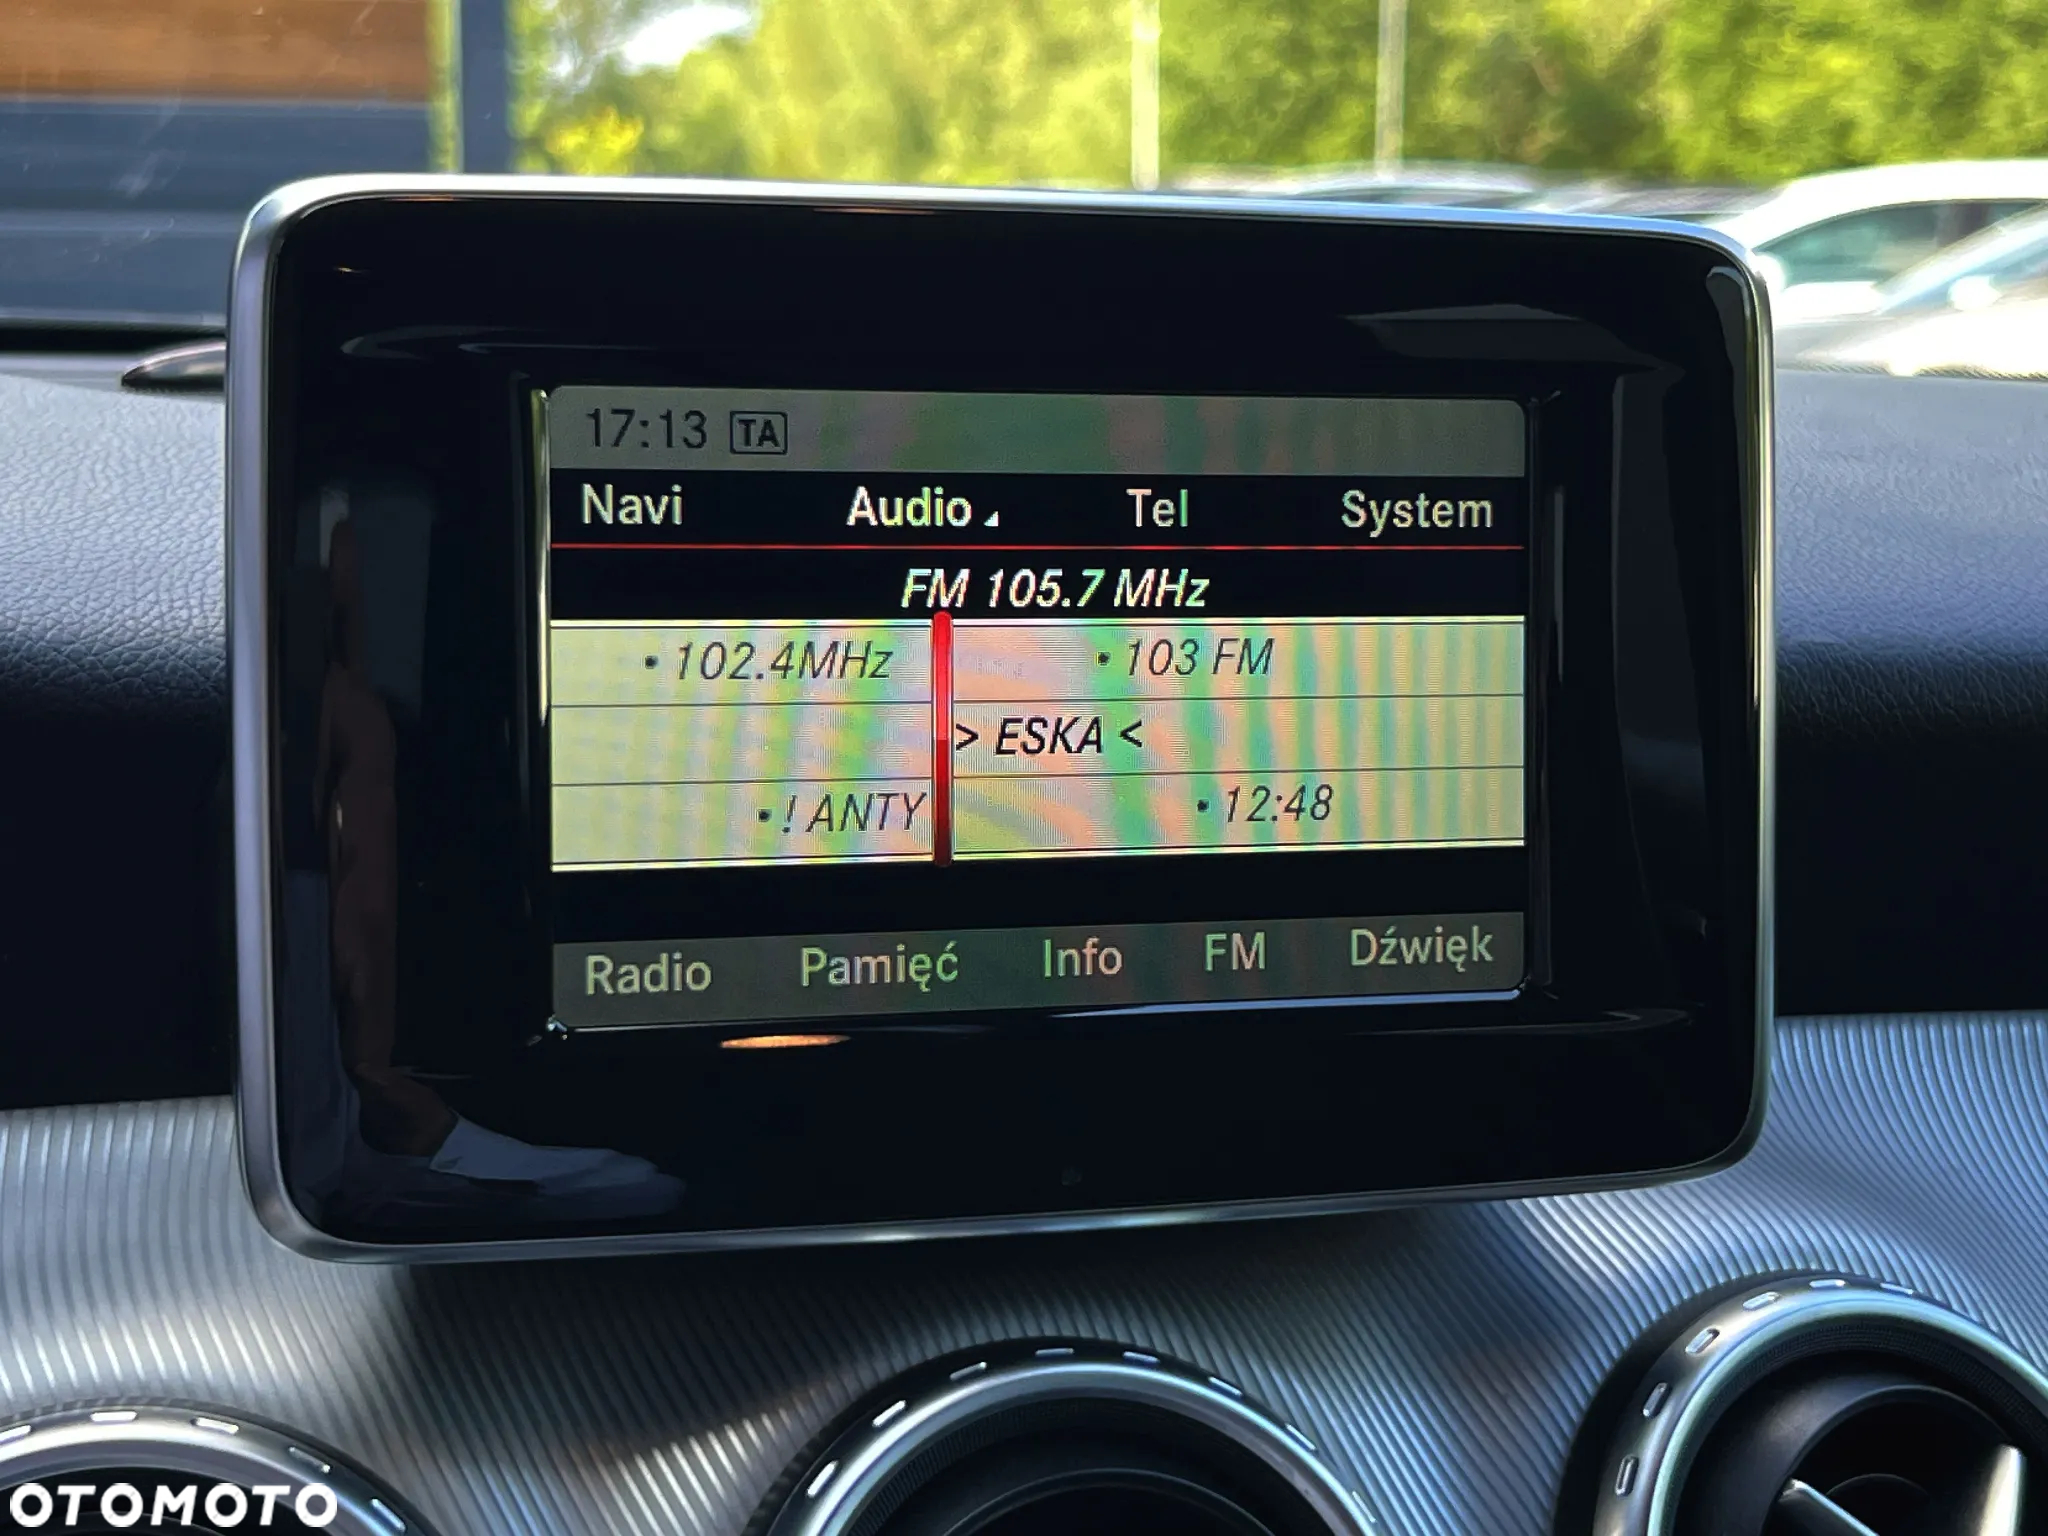 17:13 TA
Navi Audio Tel System
FM 105.7 MHz
• 102.4MHz • 103 FM
> ESKA <
• ! ANTY • 12:48
Radio Pamięć Info FM Dźwięk
OTOMOTO